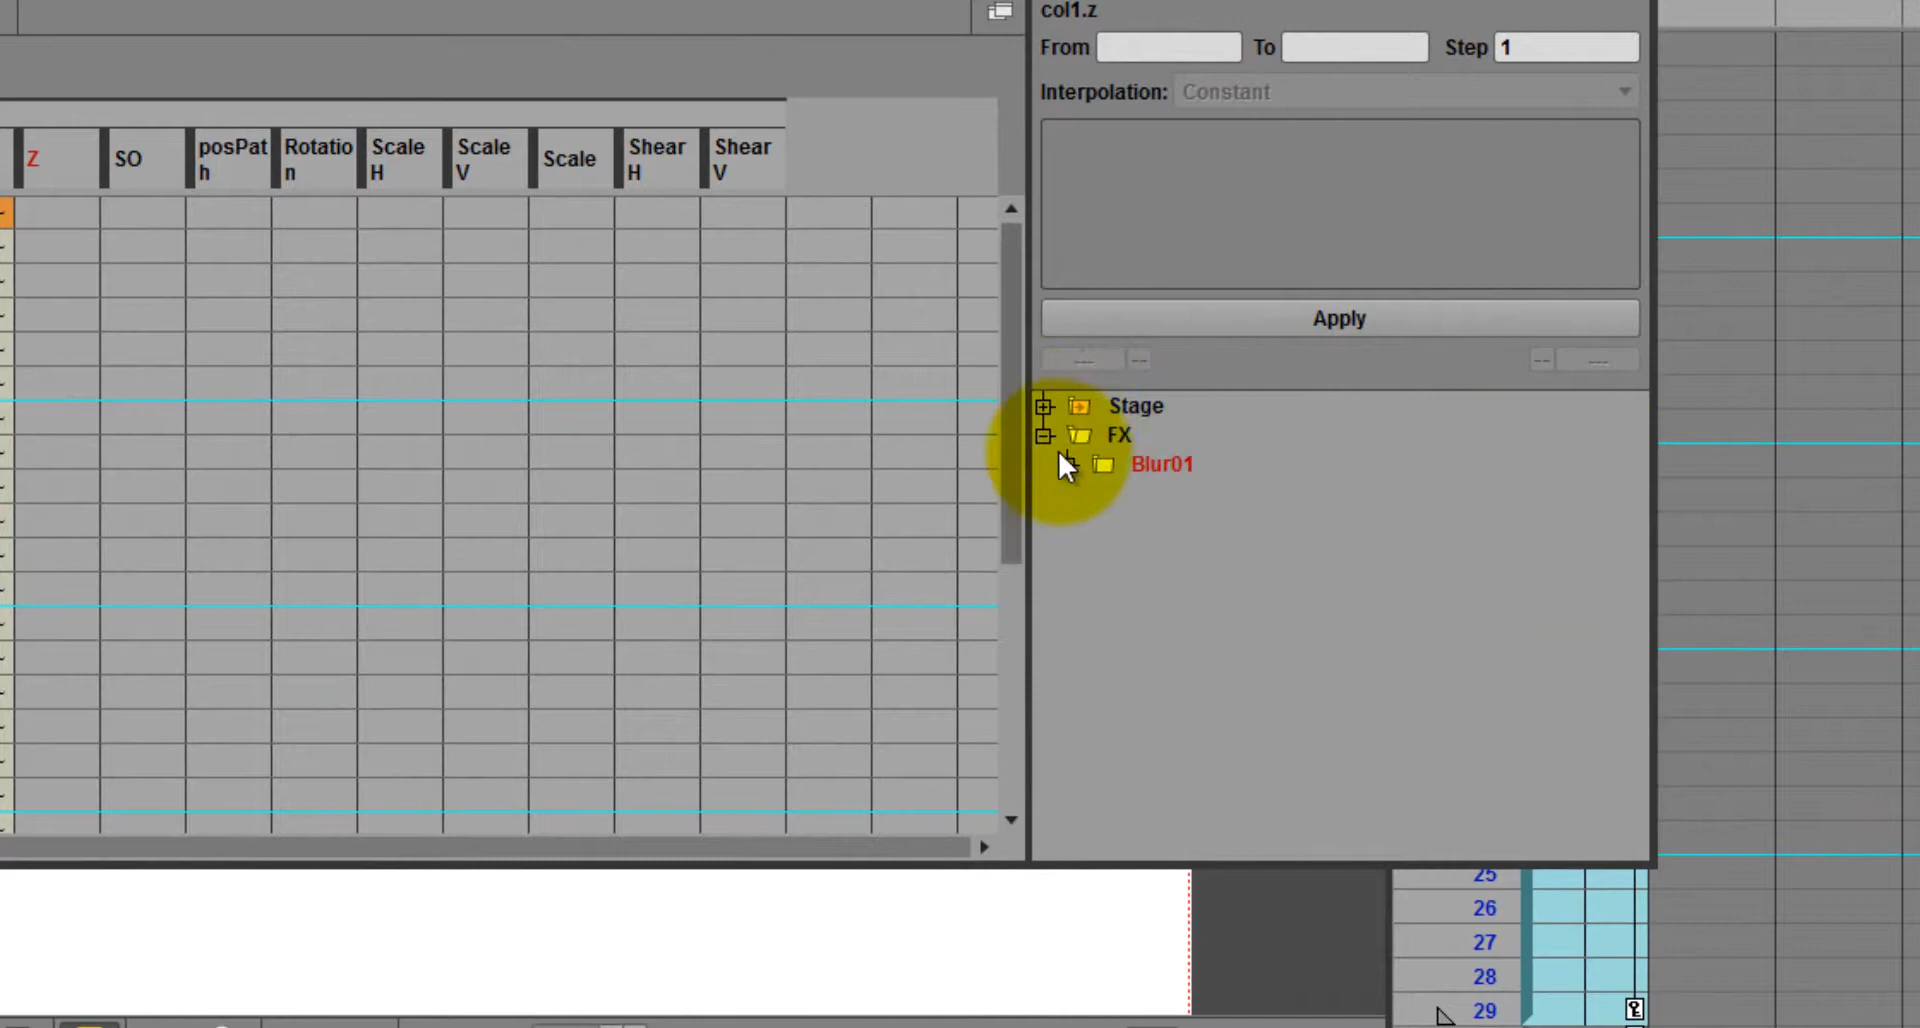 col1.z
From To Step 1
Interpolation: Constant
Z SO posPat
h Rotatio
n Scale
H Scale
V Scale Shear
H Shear
V
Apply
--- -- -- ---
Stage
FX
Blur01
25
26
27
28
29